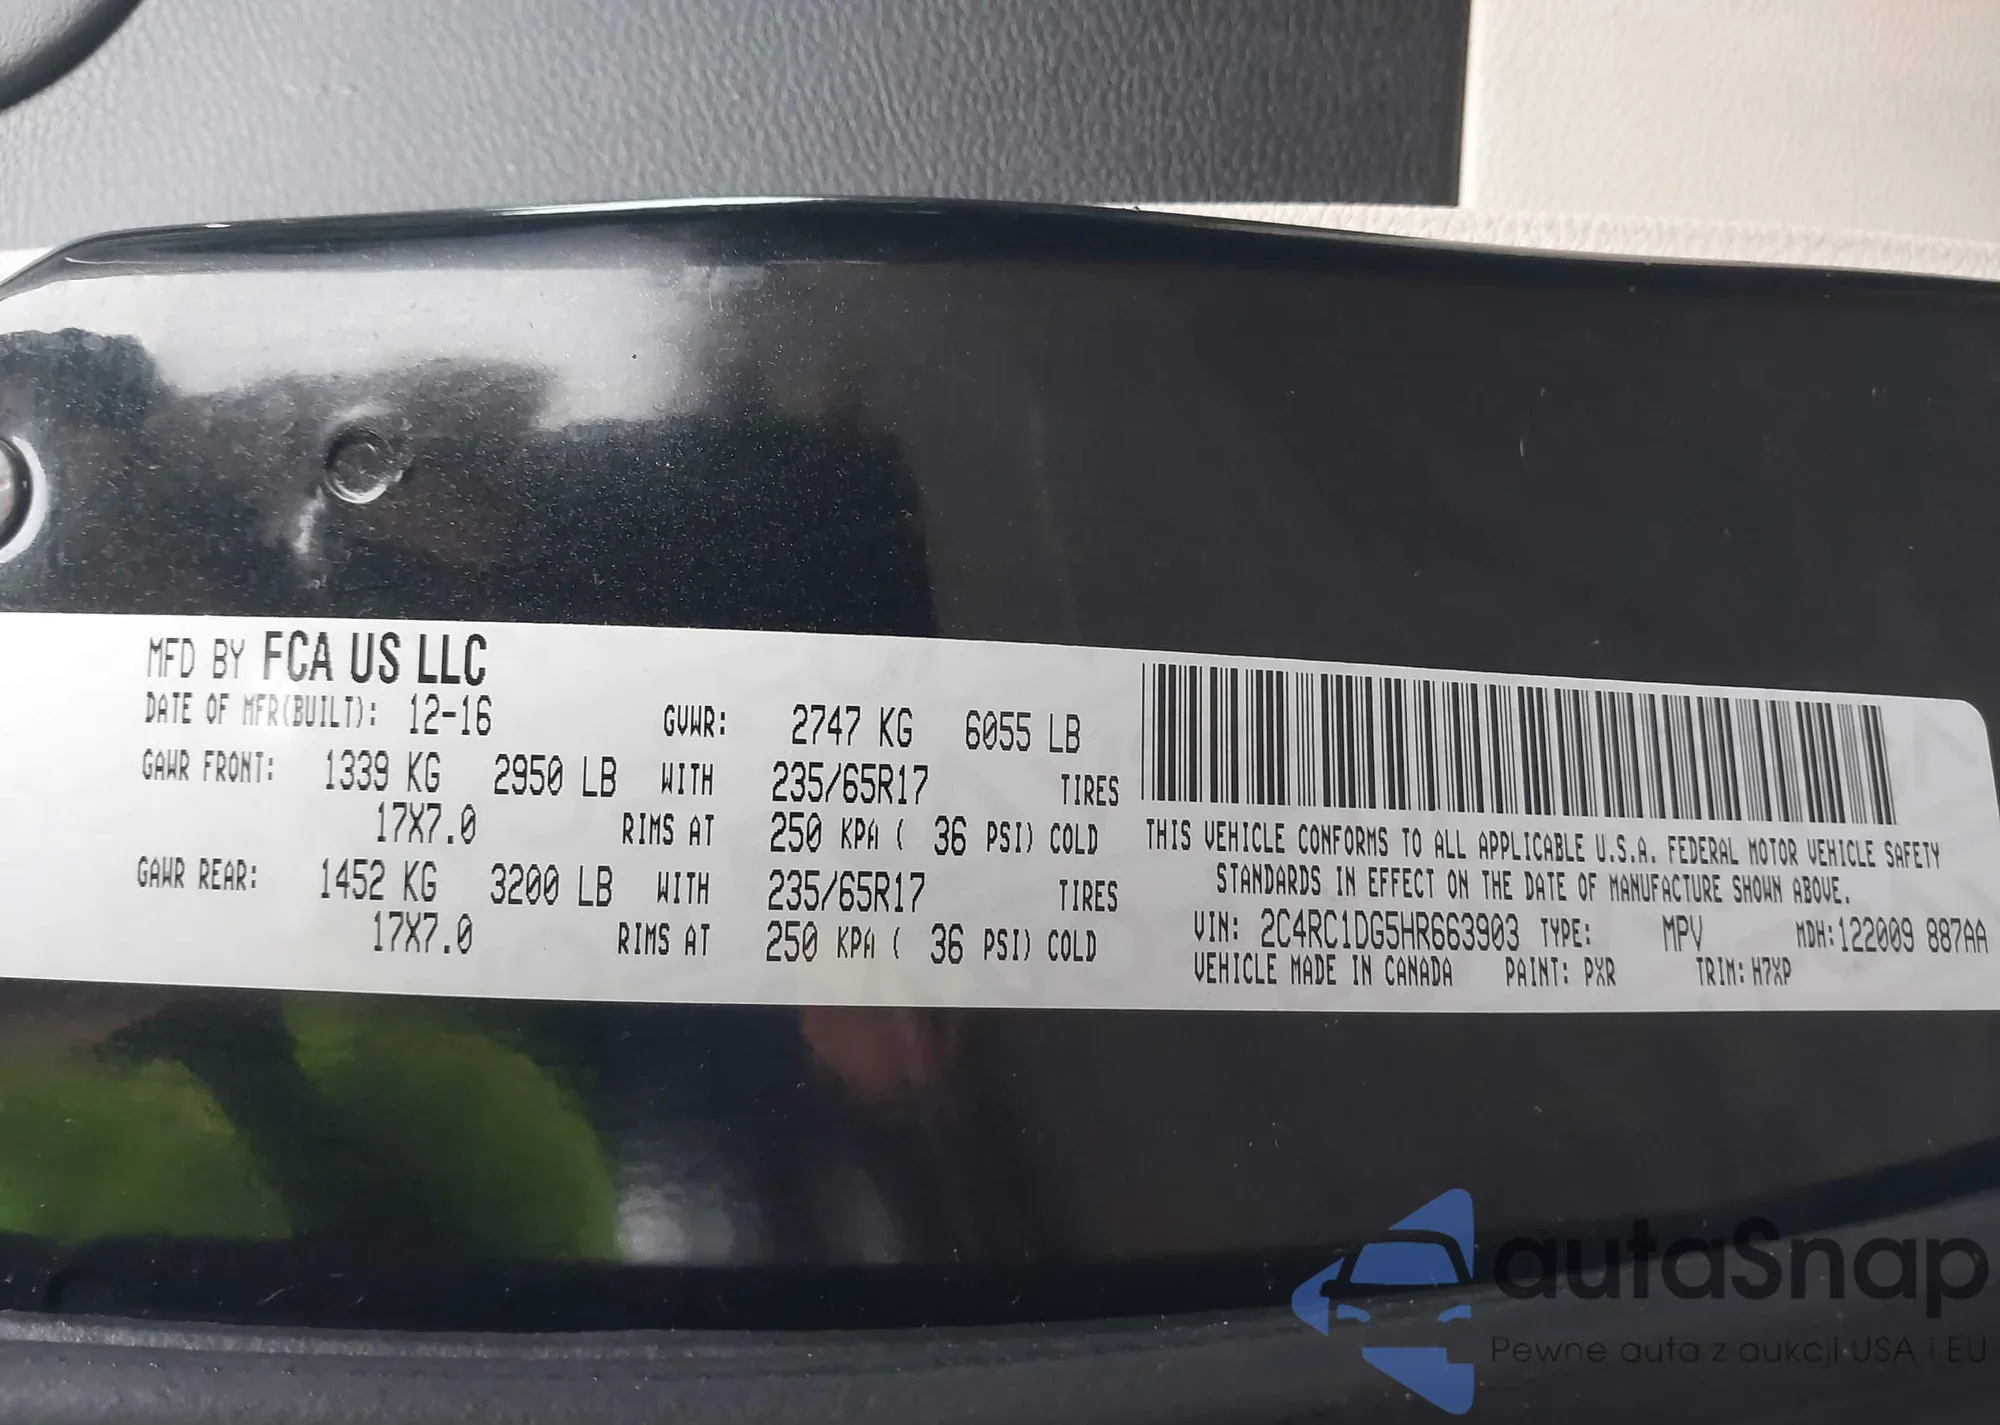 MFD BY FCA US LLC
DATE OF MFR(BUILT): 12-16 GVWR: 2747 KG 6055 LB
GAWR FRONT: 1339 KG 2950 LB WITH 235/65R17 TIRES
17X7.0 RIMS AT 250 KPA ( 36 PSI) COLD
GAWR REAR: 1452 KG 3200 LB WITH 235/65R17 TIRES
17X7.0 RIMS AT 250 KPA ( 36 PSI) COLD
THIS VEHICLE CONFORMS TO ALL APPLICABLE U.S.A. FEDERAL MOTOR VEHICLE SAFETY
STANDARDS IN EFFECT ON THE DATE OF MANUFACTURE SHOWN ABOVE.
VIN: 2C4RC1DG5HR663903 TYPE: MPV MDH:122009 887AA
VEHICLE MADE IN CANADA PAINT: PXR TRIM: H7XP
autaSnap
Pewne auta z aukcji USA i EU